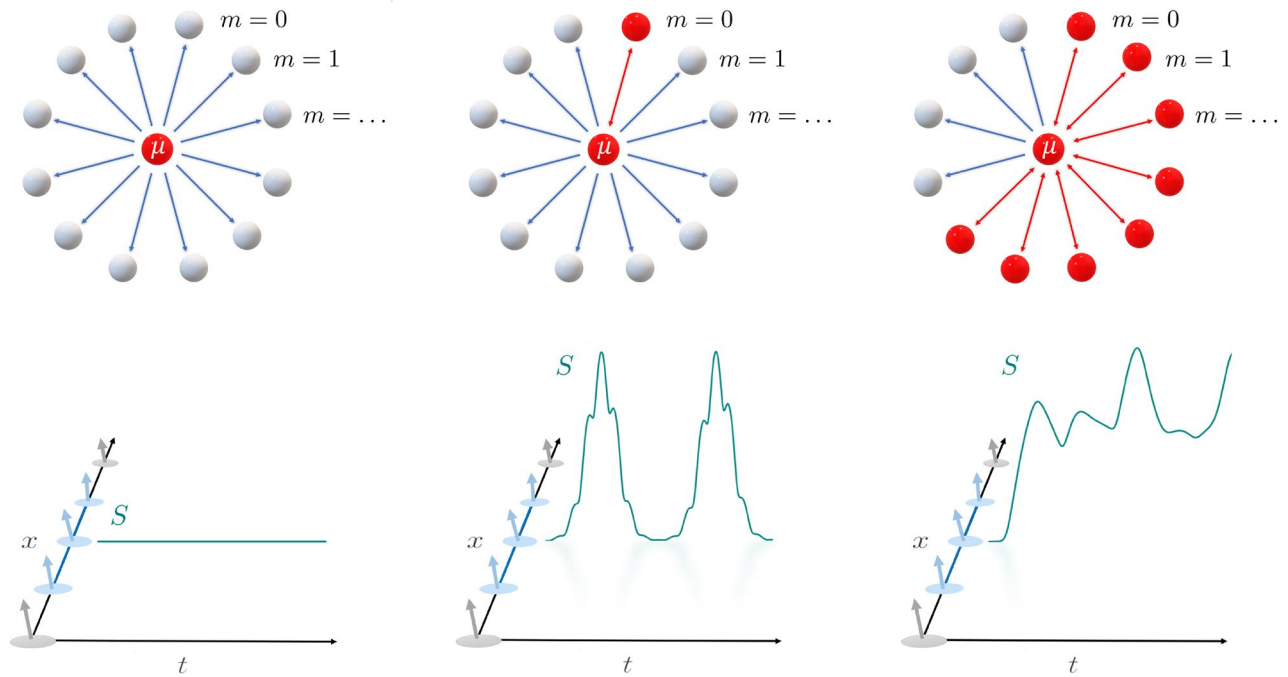 m = 0
m = 1
m = ...
μ
m = 0
m = 1
m = ...
μ
m = 0
m = 1
m = ...
μ
S
x
t
S
x
t
S
x
t